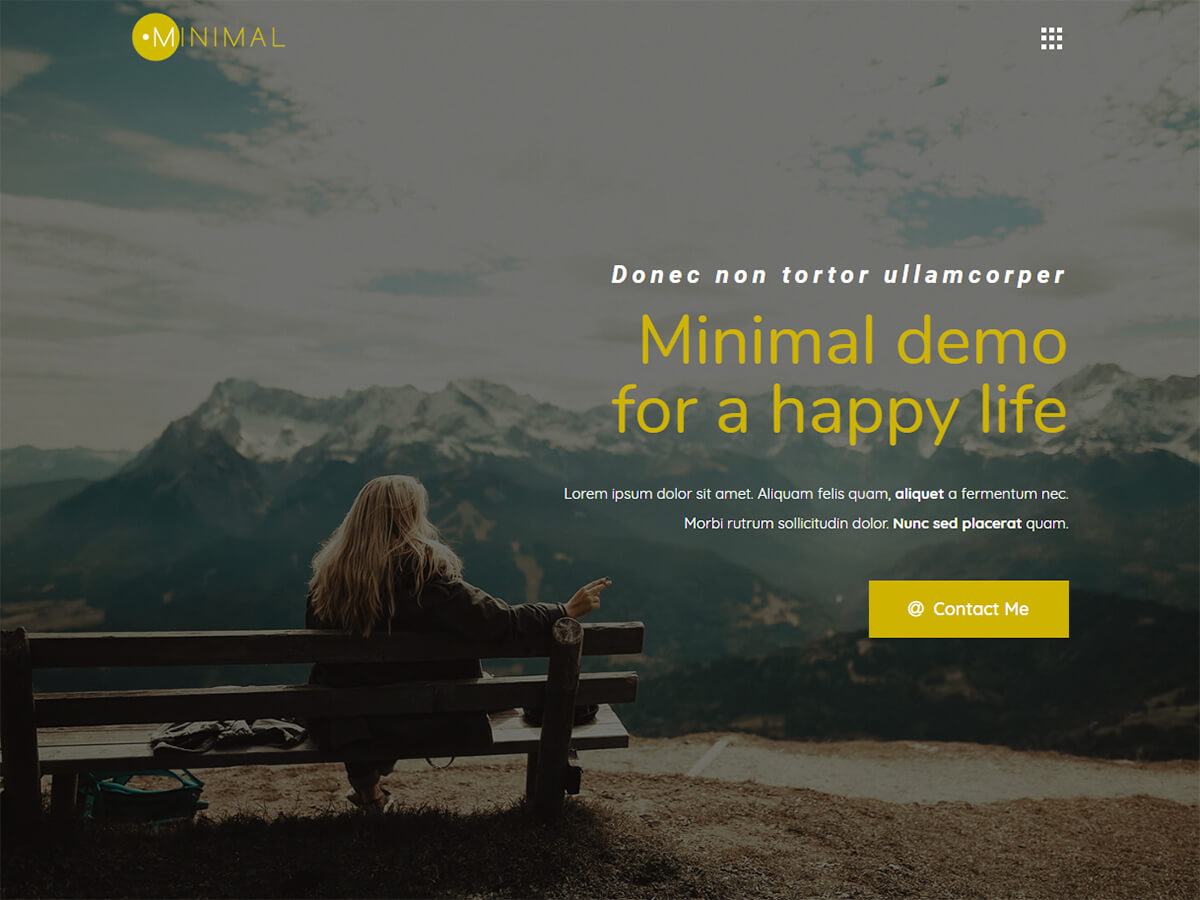 MINIMAL
Donec non tortor ullamcorper
Minimal demo
for a happy life
Lorem ipsum dolor sit amet. Aliquam felis quam, aliquet a fermentum nec.
Morbi rutrum sollicitudin dolor. Nunc sed placerat quam.
@ Contact Me